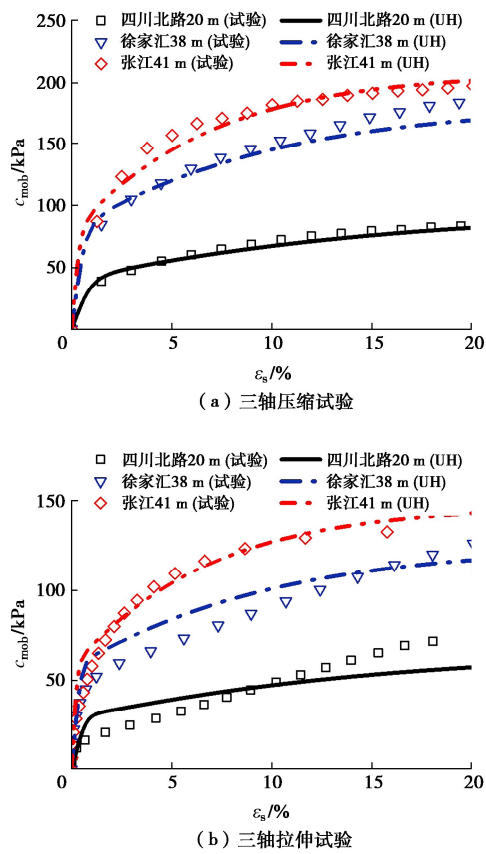 四川北路20 m (试验) 四川北路20 m (UH)
徐家汇38 m (试验) 徐家汇38 m (UH)
张江41 m (试验) 张江41 m (UH)
250
200
150
100
50
0
c_mob/kPa
0 5 10 15 20
ε_s/%
（a）三轴压缩试验
四川北路20 m (试验) 四川北路20 m (UH)
徐家汇38 m (试验) 徐家汇38 m (UH)
张江41 m (试验) 张江41 m (UH)
150
100
50
0
c_mob/kPa
0 5 10 15 20
ε_s/%
（b）三轴拉伸试验